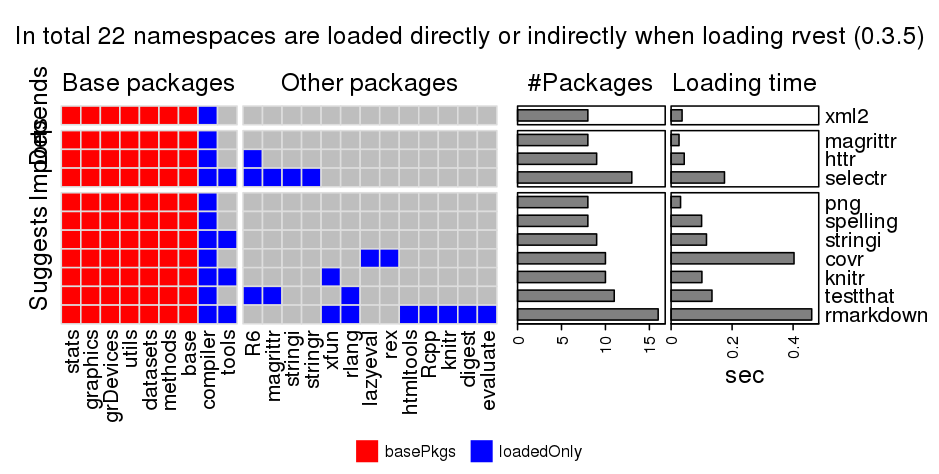 In total 22 namespaces are loaded directly or indirectly when loading rvest (0.3.5)
Base packages
Other packages
#Packages
Loading time
Depends
Imports
Suggests
xml2
magrittr
httr
selectr
png
spelling
stringi
covr
knitr
testthat
rmarkdown
stats
graphics
grDevices
utils
datasets
methods
base
compiler
tools
R6
magrittr
stringi
stringr
xfun
rlang
lazyeval
rex
htmltools
Rcpp
knitr
digest
evaluate
0
5
10
15
0
0.2
0.4
sec
basePkgs
loadedOnly